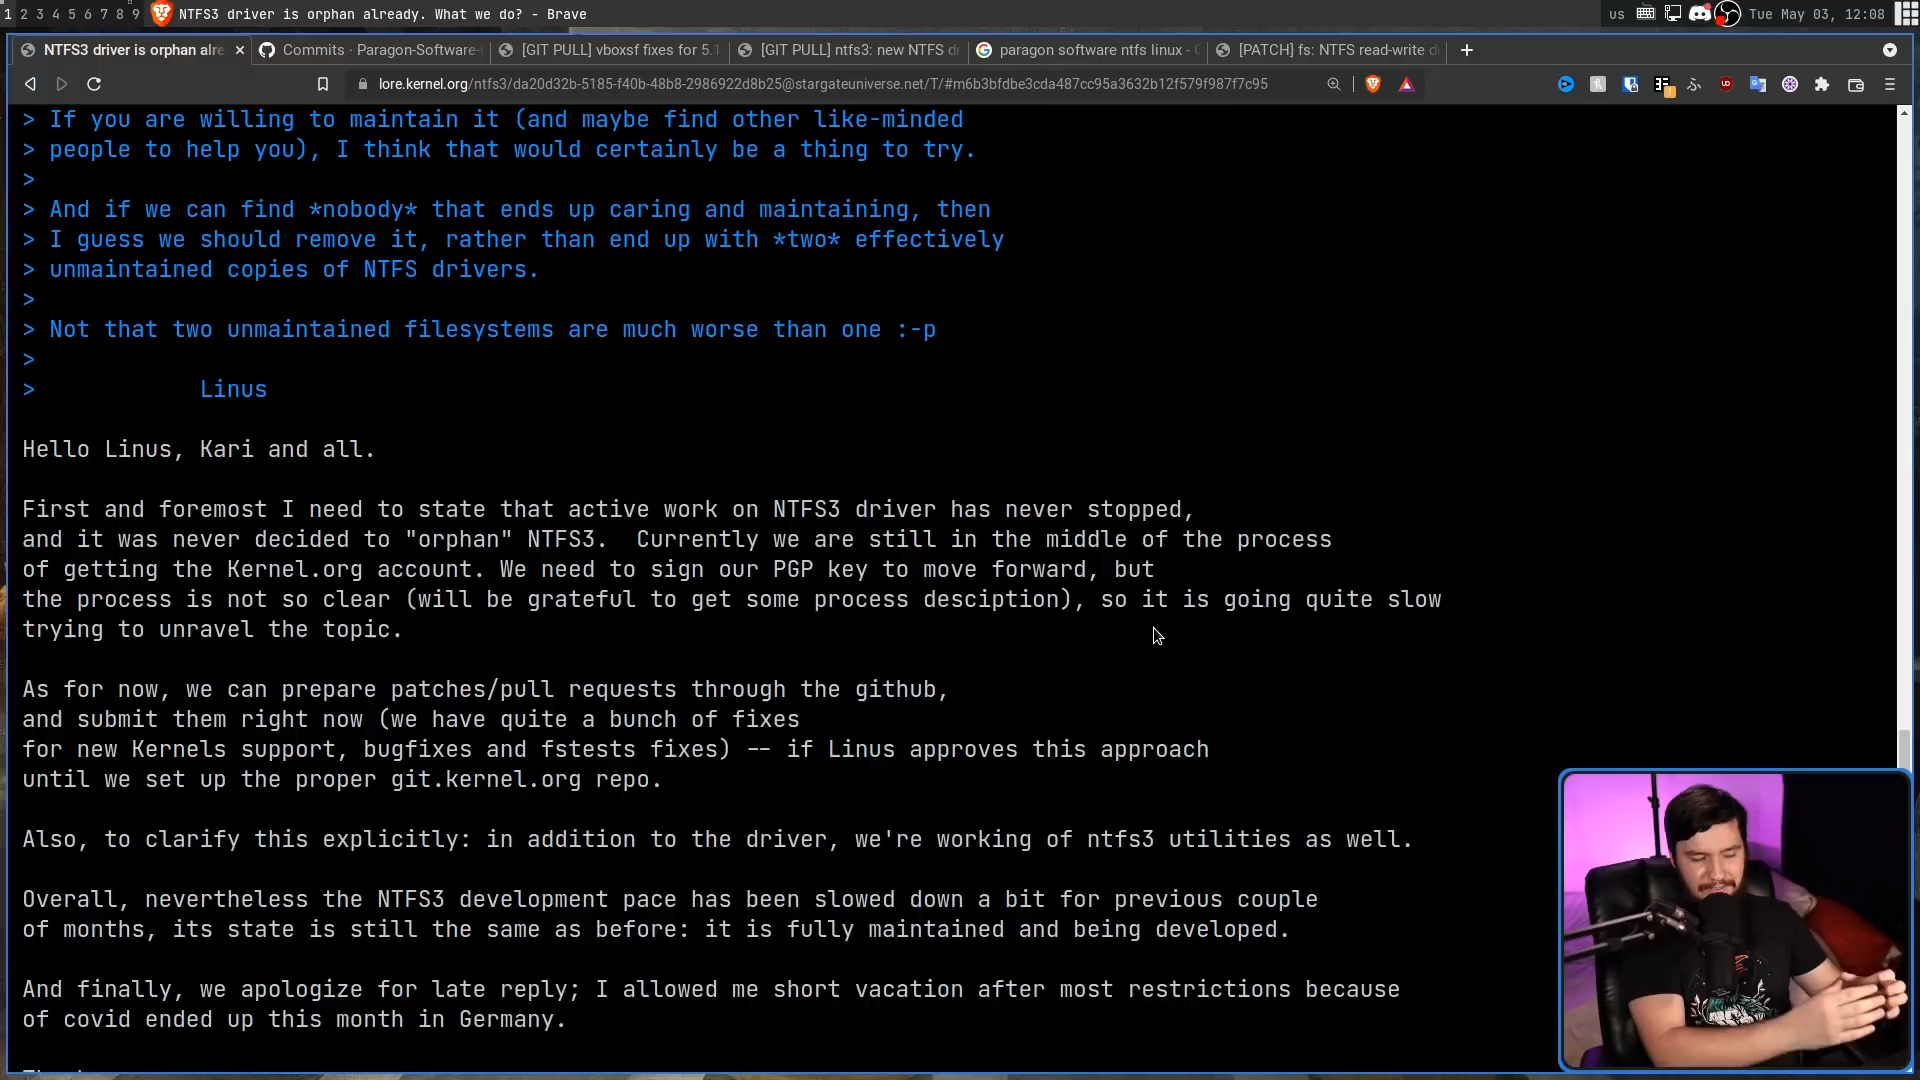 1 2 3 4 5 6 7 8 9 NTFS3 driver is orphan already. What we do? - Brave us Tue May 03, 12:08
NTFS3 driver is orphan alre Commits · Paragon-Software- [GIT PULL] vboxsf fixes for 5.1 [GIT PULL] ntfs3: new NTFS d paragon software ntfs linux - [PATCH] fs: NTFS read-write d
lore.kernel.org/ntfs3/da20d32b-5185-f40b-48b8-2986922d8b25@stargateuniverse.net/T/#m6b3bfdbe3cda487cc95a3632b12f579f987f7c95
> If you are willing to maintain it (and maybe find other like-minded
> people to help you), I think that would certainly be a thing to try.
>
> And if we can find *nobody* that ends up caring and maintaining, then
> I guess we should remove it, rather than end up with *two* effectively
> unmaintained copies of NTFS drivers.
>
> Not that two unmaintained filesystems are much worse than one :-p
>
> Linus
Hello Linus, Kari and all.
First and foremost I need to state that active work on NTFS3 driver has never stopped,
and it was never decided to "orphan" NTFS3. Currently we are still in the middle of the process
of getting the Kernel.org account. We need to sign our PGP key to move forward, but
the process is not so clear (will be grateful to get some process desciption), so it is going quite slow
trying to unravel the topic.
As for now, we can prepare patches/pull requests through the github,
and submit them right now (we have quite a bunch of fixes
for new Kernels support, bugfixes and fstests fixes) -- if Linus approves this approach
until we set up the proper git.kernel.org repo.
Also, to clarify this explicitly: in addition to the driver, we're working of ntfs3 utilities as well.
Overall, nevertheless the NTFS3 development pace has been slowed down a bit for previous couple
of months, its state is still the same as before: it is fully maintained and being developed.
And finally, we apologize for late reply; I allowed me short vacation after most restrictions because
of covid ended up this month in Germany.